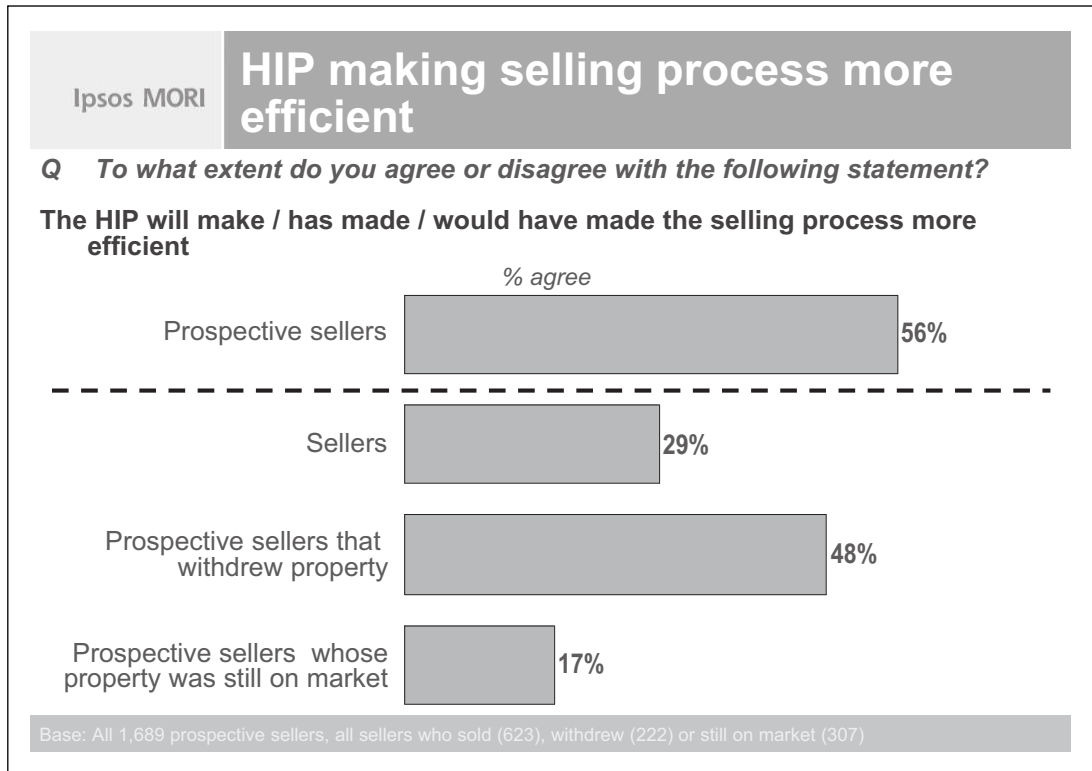 Ipsos MORI
HIP making selling process more
efficient
Q To what extent do you agree or disagree with the following statement?
The HIP will make / has made / would have made the selling process more
efficient
% agree
Prospective sellers
56%
Sellers
29%
Prospective sellers that
withdrew property
48%
Prospective sellers whose
property was still on market
17%
Base: All 1,689 prospective sellers, all sellers who sold (623), withdrew (222) or still on market (307)